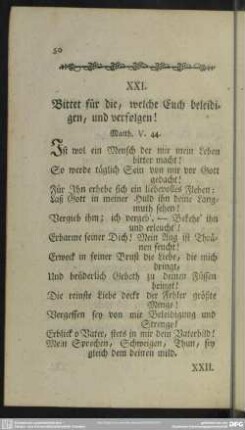 50
XXI.
Bittet für die, welche Euch beleidi-
gen, und verfolgen!
Matth. V. 44.
Ist wol ein Mensch der mir mein Leben
bitter macht!
So werde täglich Sein von mir vor Gott
gedacht!
Für Ihn erhebe sich ein liebevolles Flehen:
Laß Gott in meiner Huld ihn deine Lang-
muth sehen!
Vergieb ihm; ich vergeb'. — Bekehr' ihn
und erleucht'!
Erbarme seiner Dich! Mein Aug ist Thrä-
nen feucht!
Erweck in seiner Brust die Liebe, die mich
bringt,
Und brüderlich Gebeth zu deinen Füssen
bringt!
Die reinste Liebe deckt der Fehler größte
Menge!
Vergessen sey von mir Beleidigung und
Strenge!
Erblick o Vater, stets in mir dein Vaterbild!
Mein Sprechen, Schweigen, Thun, sey
gleich dem deinen mild.
XXII.